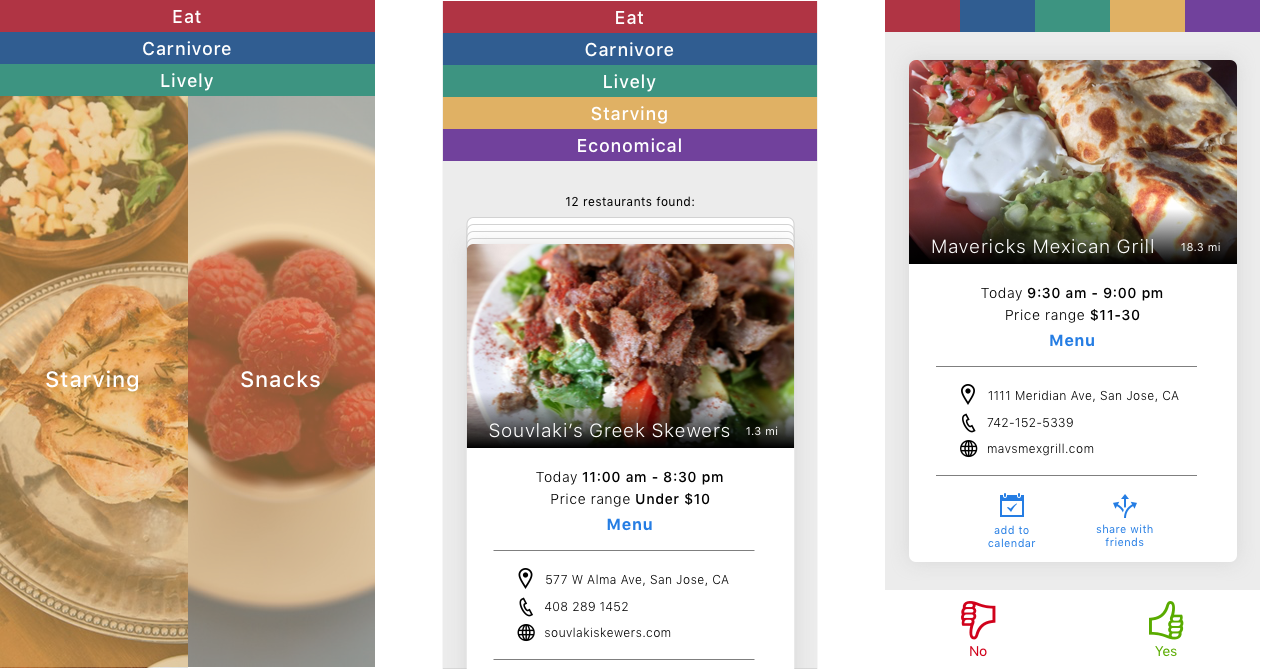 Eat
Carnivore
Lively
Starving
Snacks
Eat
Carnivore
Lively
Starving
Economical
12 restaurants found:
Souvlaki's Greek Skewers 1.3 mi
Today 11:00 am - 8:30 pm
Price range Under $10
Menu
577 W Alma Ave, San Jose, CA
408 289 1452
souvlakiskewers.com
Mavericks Mexican Grill 18.3 mi
Today 9:30 am - 9:00 pm
Price range $11-30
Menu
1111 Meridian Ave, San Jose, CA
742-152-5339
mavsmexgrill.com
add to
calendar
share with
friends
No
Yes